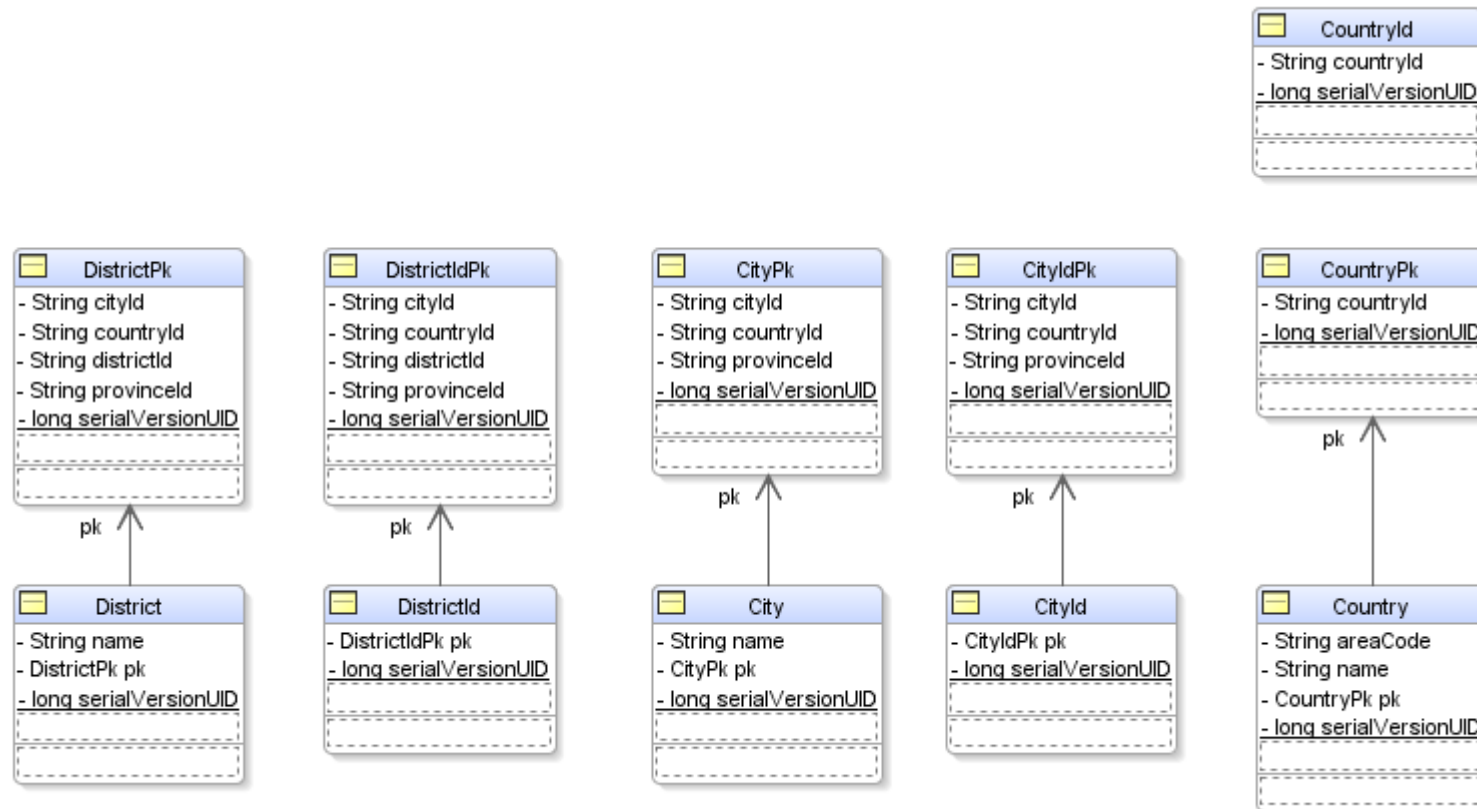 CountryId
- String countryId
- long serialVersionUID
DistrictPk
- String cityId
- String countryId
- String districtId
- String provinceId
- long serialVersionUID
DistrictIdPk
- String cityId
- String countryId
- String districtId
- String provinceId
- long serialVersionUID
CityPk
- String cityId
- String countryId
- String provinceId
- long serialVersionUID
CityIdPk
- String cityId
- String countryId
- String provinceId
- long serialVersionUID
CountryPk
- String countryId
- long serialVersionUID
pk
pk
pk
pk
pk
District
- String name
- DistrictPk pk
- long serialVersionUID
DistrictId
- DistrictIdPk pk
- long serialVersionUID
City
- String name
- CityPk pk
- long serialVersionUID
CityId
- CityIdPk pk
- long serialVersionUID
Country
- String areaCode
- String name
- CountryPk pk
- long serialVersionUID